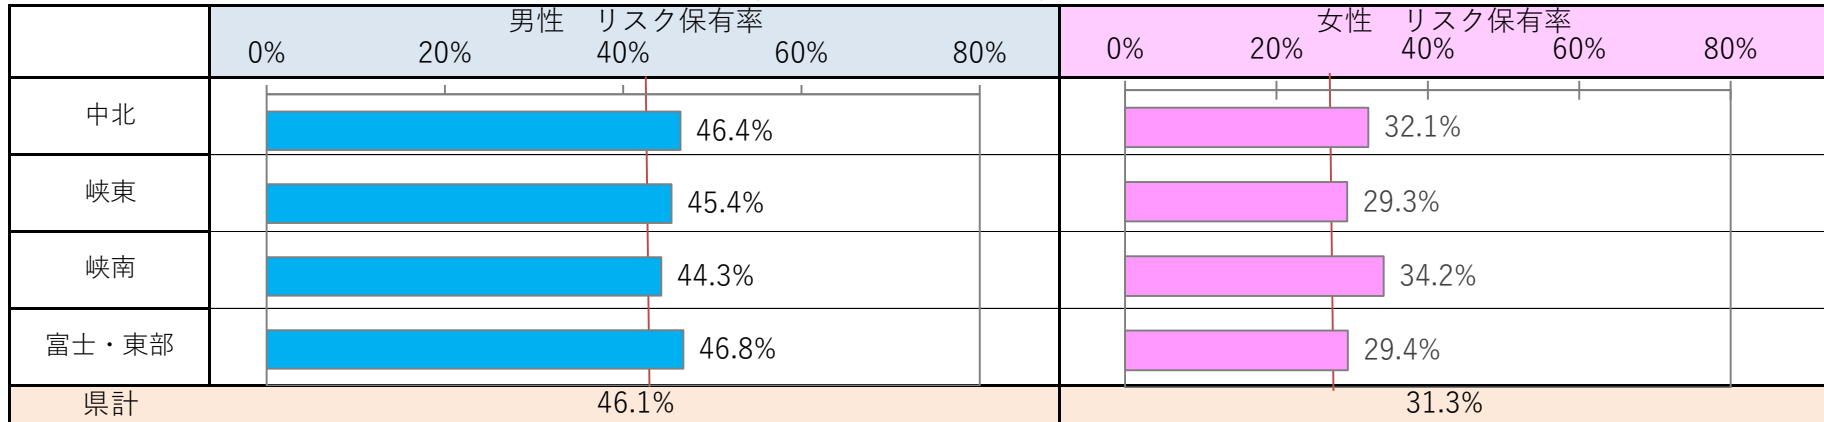 男性　リスク保有率
0% 20% 40% 60% 80%
女性　リスク保有率
0% 20% 40% 60% 80%
中北 46.4% 32.1%
峡東 45.4% 29.3%
峡南 44.3% 34.2%
富士・東部 46.8% 29.4%
県計 46.1% 31.3%